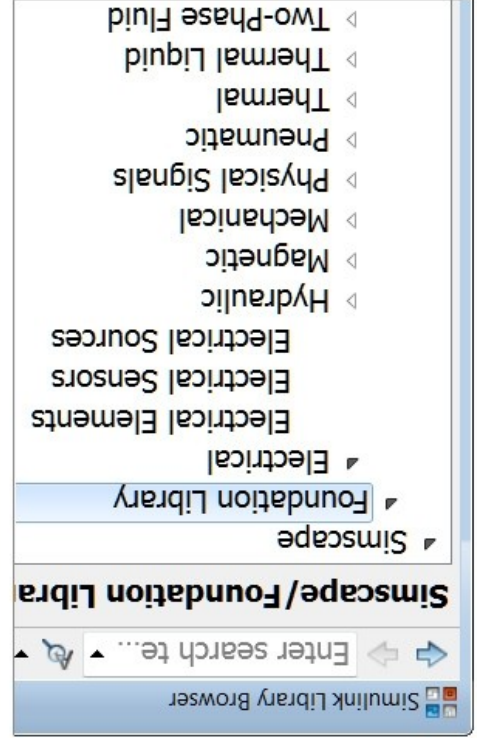 Simulink Library Browser
Enter search te...
Simscape/Foundation Libra
Simscape
Foundation Library
Electrical
Electrical Elements
Electrical Sensors
Electrical Sources
Hydraulic
Magnetic
Mechanical
Physical Signals
Pneumatic
Thermal
Thermal Liquid
Two-Phase Fluid